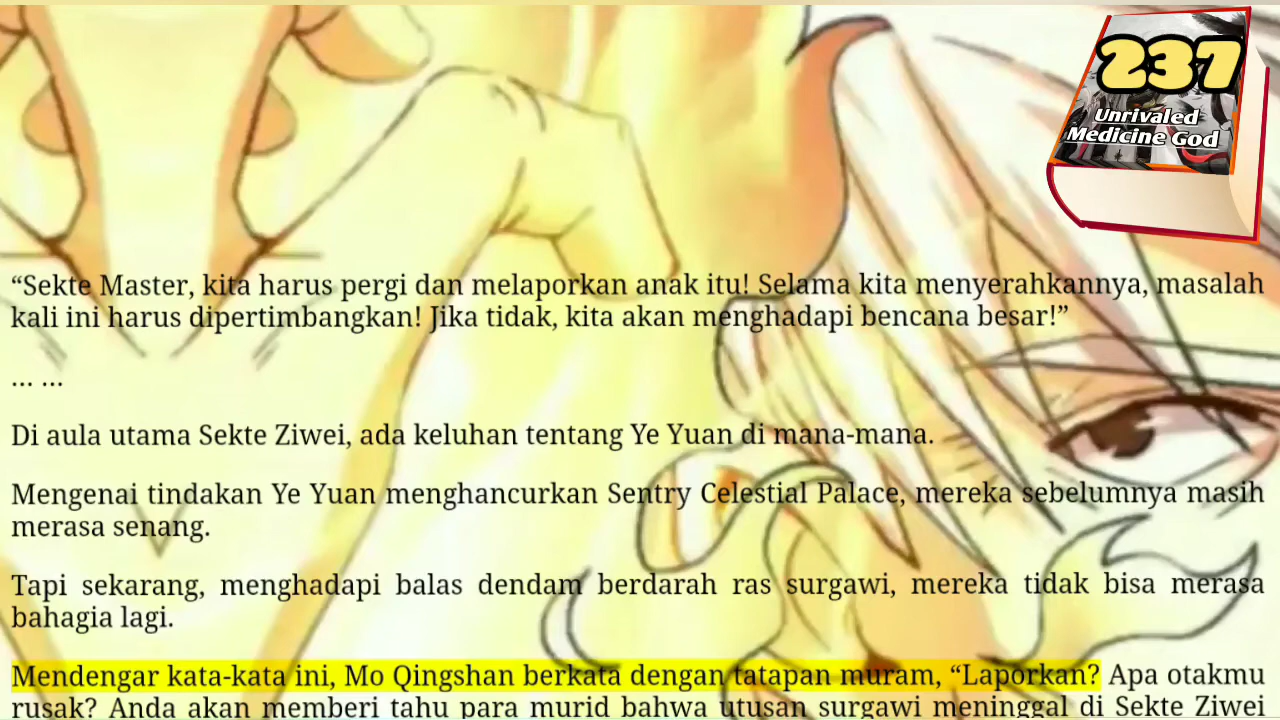 237
Unrivaled
Medicine God
“Sekte Master, kita harus pergi dan melaporkan anak itu! Selama kita menyerahkannya, masalah
kali ini harus dipertimbangkan! Jika tidak, kita akan menghadapi bencana besar!”
... ...
Di aula utama Sekte Ziwei, ada keluhan tentang Ye Yuan di mana-mana.
Mengenai tindakan Ye Yuan menghancurkan Sentry Celestial Palace, mereka sebelumnya masih
merasa senang.
Tapi sekarang, menghadapi balas dendam berdarah ras surgawi, mereka tidak bisa merasa
bahagia lagi.
Mendengar kata-kata ini, Mo Qingshan berkata dengan tatapan muram, “Laporkan? Apa otakmu
rusak? Anda akan memberi tahu para murid bahwa utusan surgawi meninggal di Sekte Ziwei